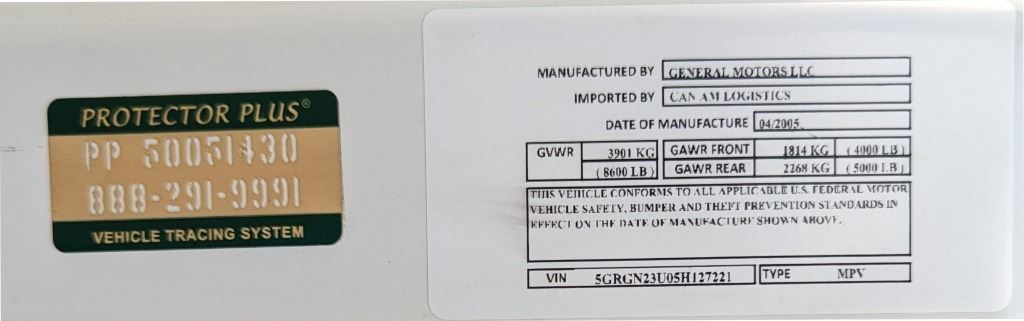 PROTECTOR PLUS®
PP 50051430
888-291-9991
VEHICLE TRACING SYSTEM
MANUFACTURED BY GENERAL MOTORS LLC
IMPORTED BY CAN AM LOGISTICS
DATE OF MANUFACTURE 04/2005
GVWR 3901 KG GAWR FRONT 1814 KG (4000 LB)
(8600 LB) GAWR REAR 2268 KG (5000 LB)
THIS VEHICLE CONFORMS TO ALL APPLICABLE U.S. FEDERAL MOTOR
VEHICLE SAFETY, BUMPER AND THEFT PREVENTION STANDARDS IN
EFFECT ON THE DATE OF MANUFACTURE SHOWN ABOVE.
VIN 5GRGN23U05H127221 TYPE MPV